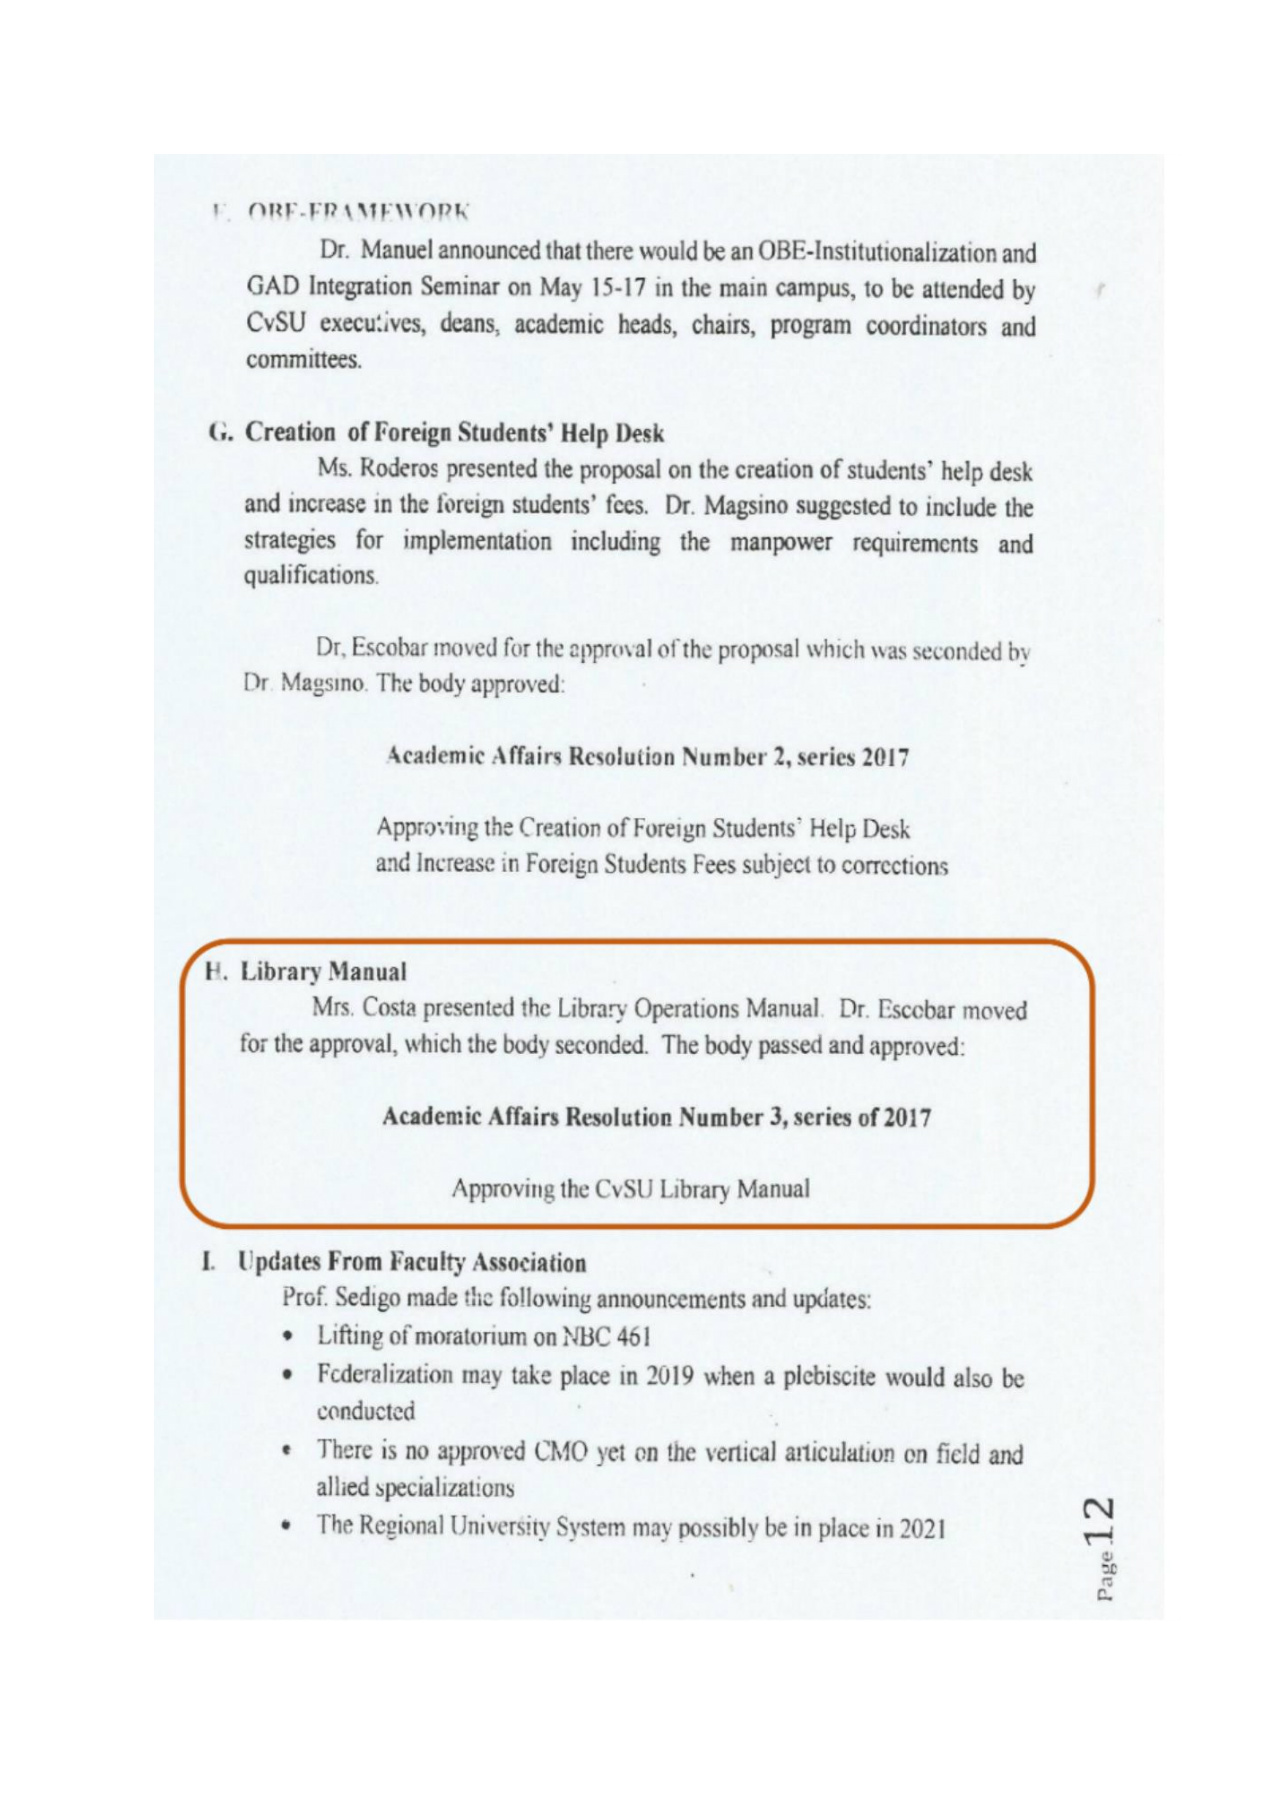 F. OBE-FRAMEWORK
Dr. Manuel announced that there would be an OBE-Institutionalization and
GAD Integration Seminar on May 15-17 in the main campus, to be attended by
CvSU executives, deans, academic heads, chairs, program coordinators and
committees.
G. Creation of Foreign Students' Help Desk
Ms. Roderos presented the proposal on the creation of students' help desk
and increase in the foreign students' fees. Dr. Magsino suggested to include the
strategies for implementation including the manpower requirements and
qualifications.
Dr. Escobar moved for the approval of the proposal which was seconded by
Dr. Magsino. The body approved:
Academic Affairs Resolution Number 2, series 2017
Approving the Creation of Foreign Students' Help Desk
and Increase in Foreign Students Fees subject to corrections
H. Library Manual
Mrs. Costa presented the Library Operations Manual. Dr. Escobar moved
for the approval, which the body seconded. The body passed and approved:
Academic Affairs Resolution Number 3, series of 2017
Approving the CvSU Library Manual
I. Updates From Faculty Association
Prof. Sedigo made the following announcements and updates:
• Lifting of moratorium on NBC 461
• Federalization may take place in 2019 when a plebiscite would also be
conducted
• There is no approved CMO yet on the vertical articulation on field and
allied specializations
• The Regional University System may possibly be in place in 2021
Page 12